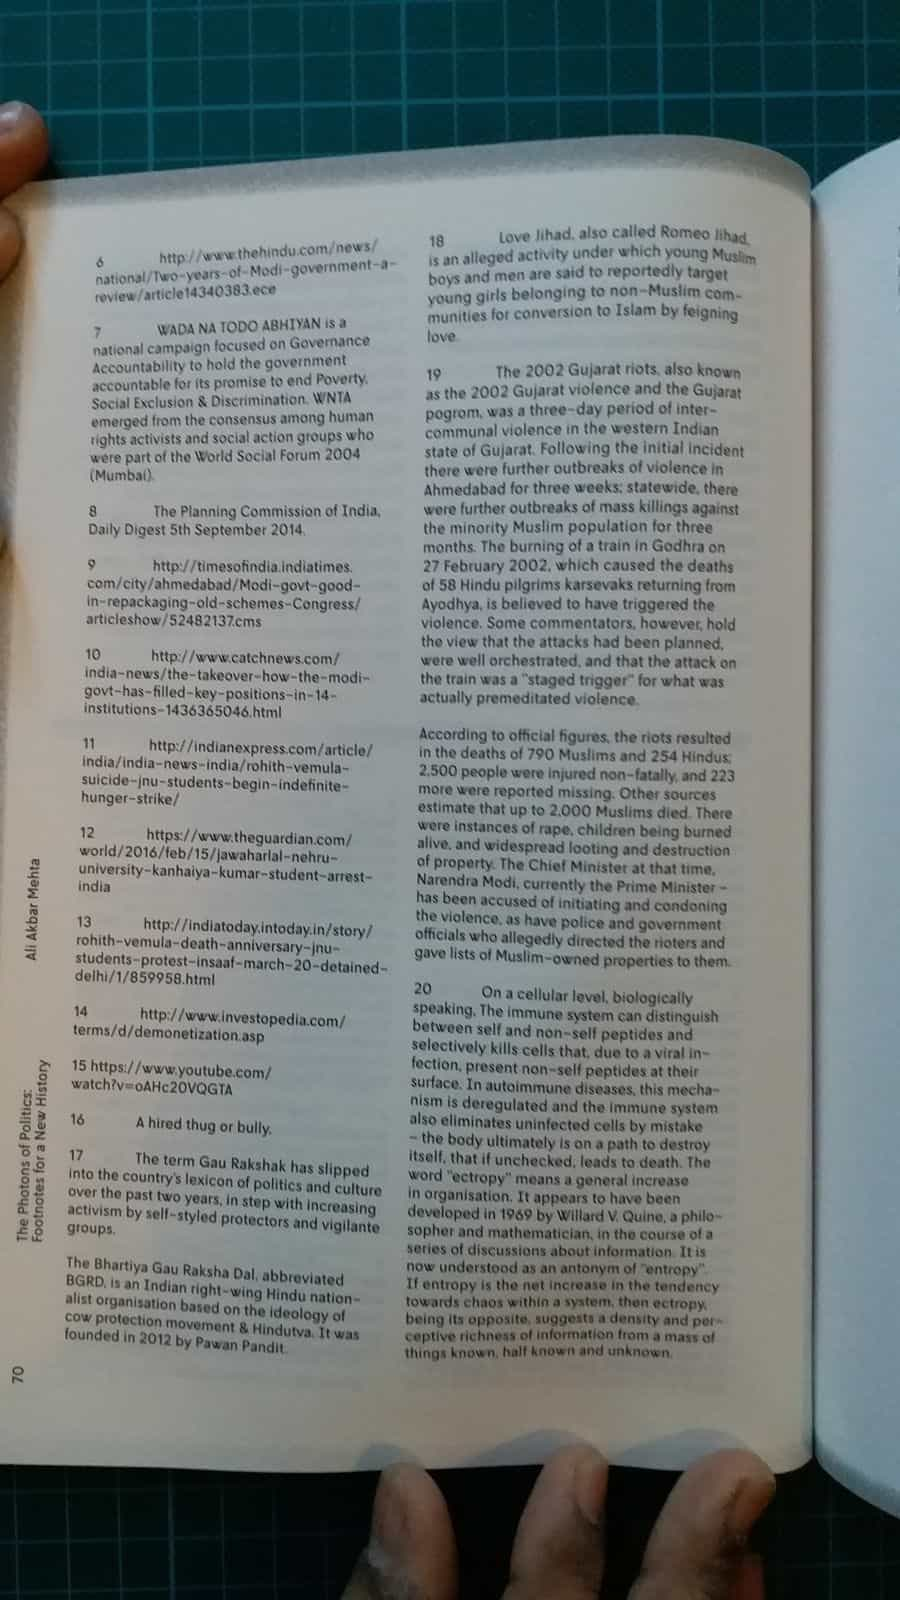 6 http://www.thehindu.com/news/
national/Two-years-of-Modi-government-a-
review/article14340383.ece
7 WADA NA TODO ABHIYAN is a
national campaign focused on Governance
Accountability to hold the government
accountable for its promise to end Poverty,
Social Exclusion & Discrimination. WNTA
emerged from the consensus among human
rights activists and social action groups who
were part of the World Social Forum 2004
(Mumbai).
8 The Planning Commission of India,
Daily Digest 5th September 2014.
9 http://timesofindia.indiatimes.
com/city/ahmedabad/Modi-govt-good-
in-repackaging-old-schemes-Congress/
articleshow/52482137.cms
10 http://www.catchnews.com/
india-news/the-takeover-how-the-modi-
govt-has-filled-key-positions-in-14-
institutions-1436365046.html
11 http://indianexpress.com/article/
india/india-news-india/rohith-vemula-
suicide-jnu-students-begin-indefinite-
hunger-strike/
12 https://www.theguardian.com/
world/2016/feb/15/jawaharlal-nehru-
university-kanhaiya-kumar-student-arrest-
india
13 http://indiatoday.intoday.in/story/
rohith-vemula-death-anniversary-jnu-
students-protest-insaaf-march-20-detained-
delhi/1/859958.html
14 http://www.investopedia.com/
terms/d/demonetization.asp
15 https://www.youtube.com/
watch?v=oAHc20VQGTA
16 A hired thug or bully.
17 The term Gau Rakshak has slipped
into the country's lexicon of politics and culture
over the past two years, in step with increasing
activism by self-styled protectors and vigilante
groups.
The Bhartiya Gau Raksha Dal, abbreviated
BGRD, is an Indian right-wing Hindu nation-
alist organisation based on the ideology of
cow protection movement & Hindutva. It was
founded in 2012 by Pawan Pandit.
18 Love Jihad, also called Romeo Jihad,
is an alleged activity under which young Muslim
boys and men are said to reportedly target
young girls belonging to non-Muslim com-
munities for conversion to Islam by feigning
love.
19 The 2002 Gujarat riots, also known
as the 2002 Gujarat violence and the Gujarat
pogrom, was a three-day period of inter-
communal violence in the western Indian
state of Gujarat. Following the initial incident
there were further outbreaks of violence in
Ahmedabad for three weeks; statewide, there
were further outbreaks of mass killings against
the minority Muslim population for three
months. The burning of a train in Godhra on
27 February 2002, which caused the deaths
of 58 Hindu pilgrims karsevaks returning from
Ayodhya, is believed to have triggered the
violence. Some commentators, however, hold
the view that the attacks had been planned,
were well orchestrated, and that the attack on
the train was a "staged trigger" for what was
actually premeditated violence.
According to official figures, the riots resulted
in the deaths of 790 Muslims and 254 Hindus;
2,500 people were injured non-fatally, and 223
more were reported missing. Other sources
estimate that up to 2,000 Muslims died. There
were instances of rape, children being burned
alive, and widespread looting and destruction
of property. The Chief Minister at that time,
Narendra Modi, currently the Prime Minister -
has been accused of initiating and condoning
the violence, as have police and government
officials who allegedly directed the rioters and
gave lists of Muslim-owned properties to them.
20 On a cellular level, biologically
speaking, The immune system can distinguish
between self and non-self peptides and
selectively kills cells that, due to a viral in-
fection, present non-self peptides at their
surface. In autoimmune diseases, this mecha-
nism is deregulated and the immune system
also eliminates uninfected cells by mistake
- the body ultimately is on a path to destroy
itself, that if unchecked, leads to death. The
word "ectropy" means a general increase
in organisation. It appears to have been
developed in 1969 by Willard V. Quine, a philo-
sopher and mathematician, in the course of a
series of discussions about information. It is
now understood as an antonym of "entropy".
If entropy is the net increase in the tendency
towards chaos within a system, then ectropy,
being its opposite, suggests a density and per-
ceptive richness of information from a mass of
things known, half known and unknown.
Ali Akbar Mehta
The Photons of Politics:
Footnotes for a New History
70